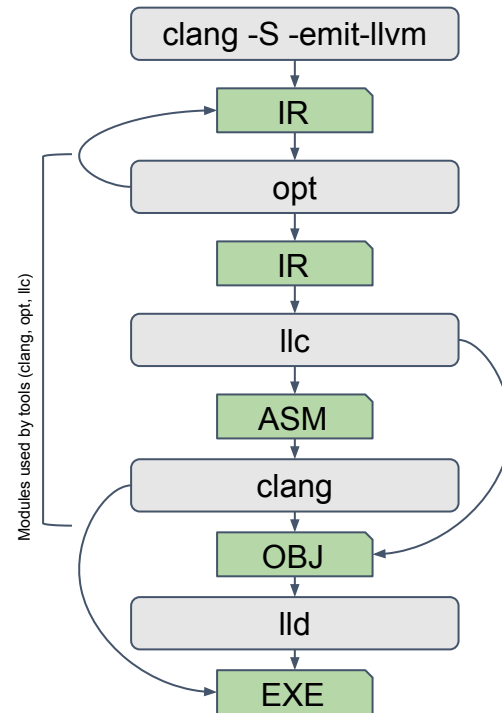 clang -S -emit-llvm
IR
opt
IR
llc
ASM
clang
OBJ
lld
EXE
Modules used by tools (clang, opt, llc)